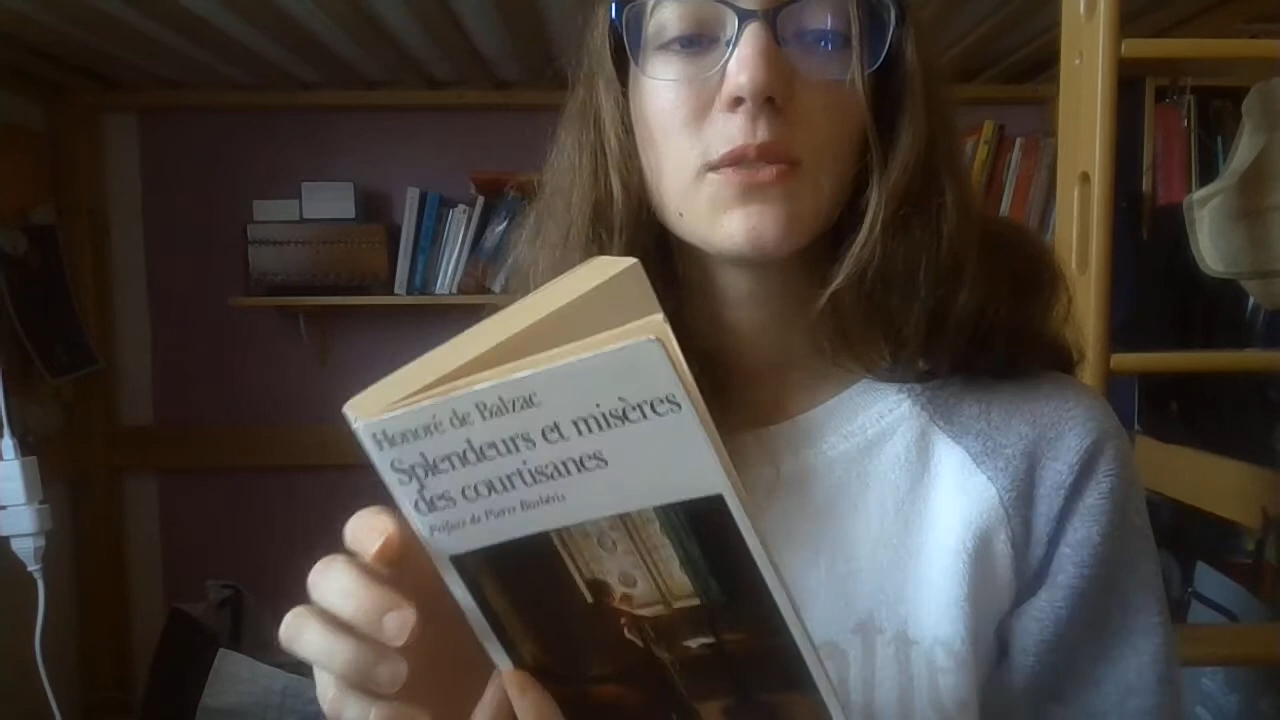 Honoré de Balzac
Splendeurs et misères
des courtisanes
Préface de Pierre Barbéris